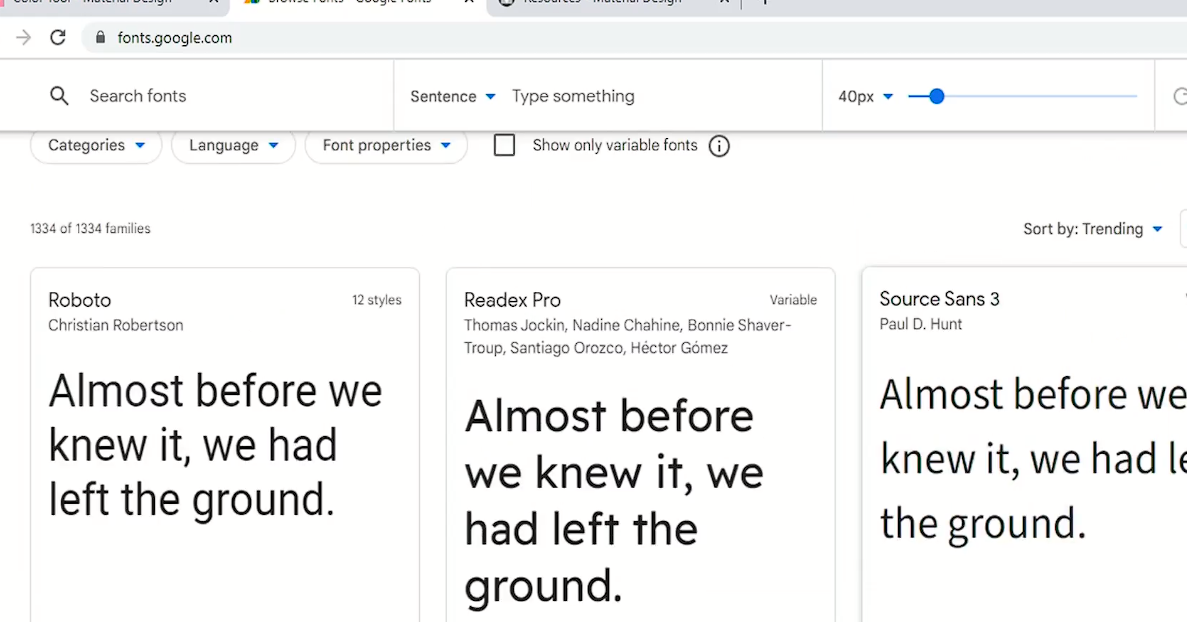 Color Tool - Material Design
Browse Fonts - Google Fonts
Resources - Material Design
fonts.google.com
Search fonts
Sentence
Type something
40px
Categories
Language
Font properties
Show only variable fonts
1334 of 1334 families
Sort by: Trending
Roboto
12 styles
Christian Robertson
Almost before we
knew it, we had
left the ground.
Readex Pro
Variable
Thomas Jockin, Nadine Chahine, Bonnie Shaver-
Troup, Santiago Orozco, Héctor Gómez
Almost before
we knew it, we
had left the
ground.
Source Sans 3
Paul D. Hunt
Almost before we
knew it, we had le
the ground.